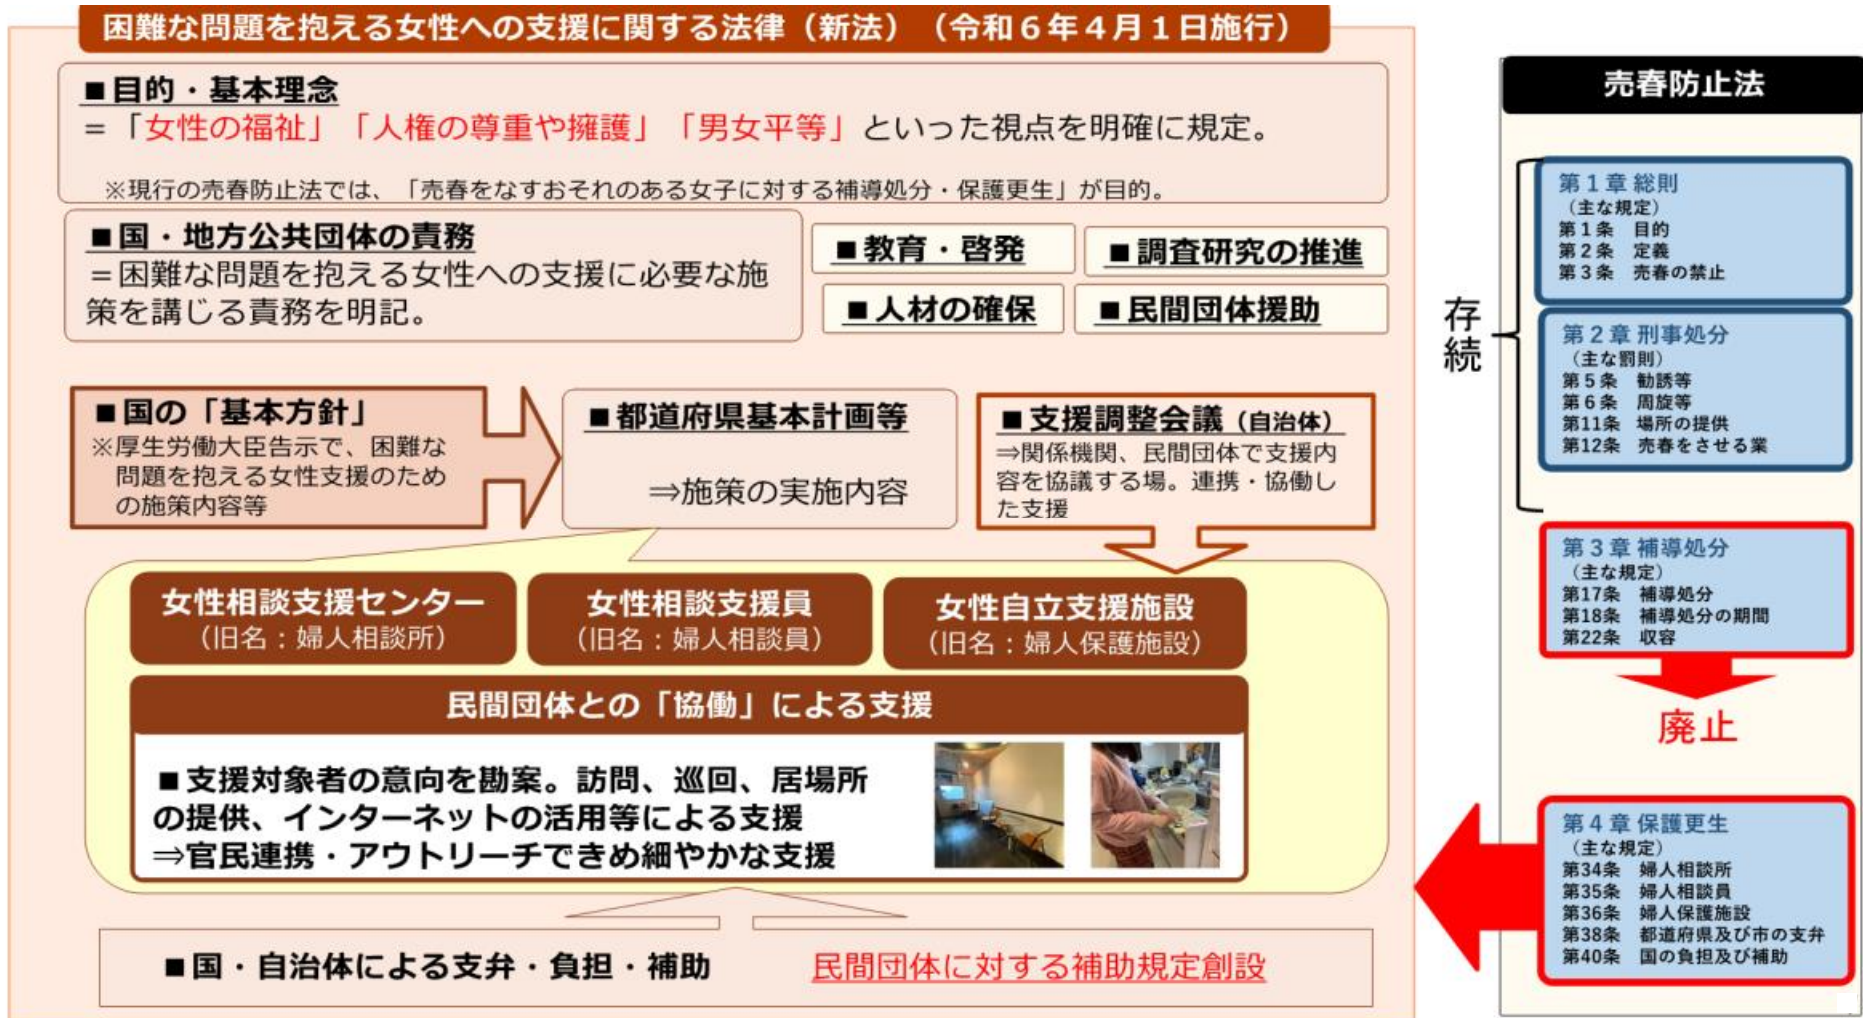 困難な問題を抱える女性への支援に関する法律（新法）（令和６年４月１日施行）
■目的・基本理念
＝「女性の福祉」「人権の尊重や擁護」「男女平等」といった視点を明確に規定。
※現行の売春防止法では、「売春をなすおそれのある女子に対する補導処分・保護更生」が目的。
■国・地方公共団体の責務
＝困難な問題を抱える女性への支援に必要な施
策を講じる責務を明記。
■教育・啓発
■調査研究の推進
■人材の確保
■民間団体援助
■国の「基本方針」
※厚生労働大臣告示で、困難な
問題を抱える女性支援のため
の施策内容等
■都道府県基本計画等
⇒施策の実施内容
■支援調整会議（自治体）
⇒関係機関、民間団体で支援内
容を協議する場。連携・協働し
た支援
女性相談支援センター
（旧名：婦人相談所）
女性相談支援員
（旧名：婦人相談員）
女性自立支援施設
（旧名：婦人保護施設）
民間団体との「協働」による支援
■支援対象者の意向を勘案。訪問、巡回、居場所
の提供、インターネットの活用等による支援
⇒官民連携・アウトリーチできめ細やかな支援
■国・自治体による支弁・負担・補助
民間団体に対する補助規定創設
売春防止法
存続
第１章 総則
（主な規定）
第１条　目的
第２条　定義
第３条　売春の禁止
第２章 刑事処分
（主な罰則）
第５条　勧誘等
第６条　周旋等
第11条　場所の提供
第12条　売春をさせる業
第３章 補導処分
（主な規定）
第17条　補導処分
第18条　補導処分の期間
第22条　収容
廃止
第４章 保護更生
（主な規定）
第34条　婦人相談所
第35条　婦人相談員
第36条　婦人保護施設
第38条　都道府県及び市の支弁
第40条　国の負担及び補助